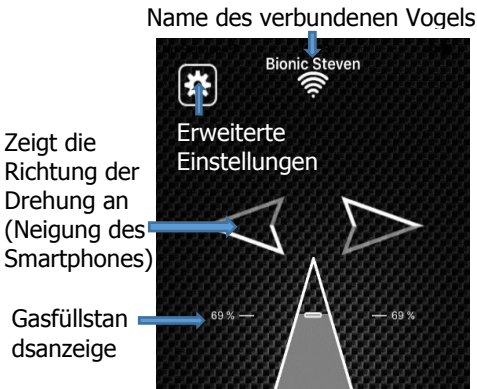 Name des verbundenen Vogels
Bionic Steven
Erweiterte
Einstellungen
Zeigt die
Richtung der
Drehung an
(Neigung des
Smartphones)
Gasfüllstan
dsanzeige
69 %
69 %